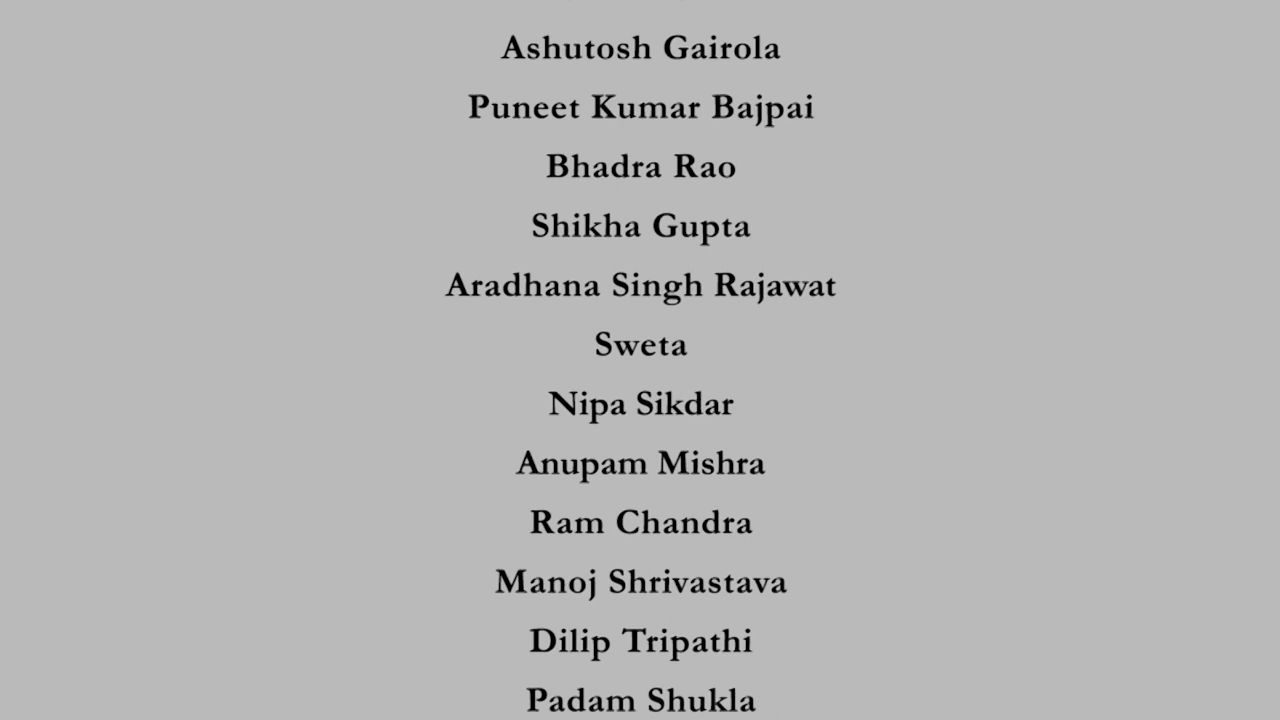 Ashutosh Gairola
Puneet Kumar Bajpai
Bhadra Rao
Shikha Gupta
Aradhana Singh Rajawat
Sweta
Nipa Sikdar
Anupam Mishra
Ram Chandra
Manoj Shrivastava
Dilip Tripathi
Padam Shukla